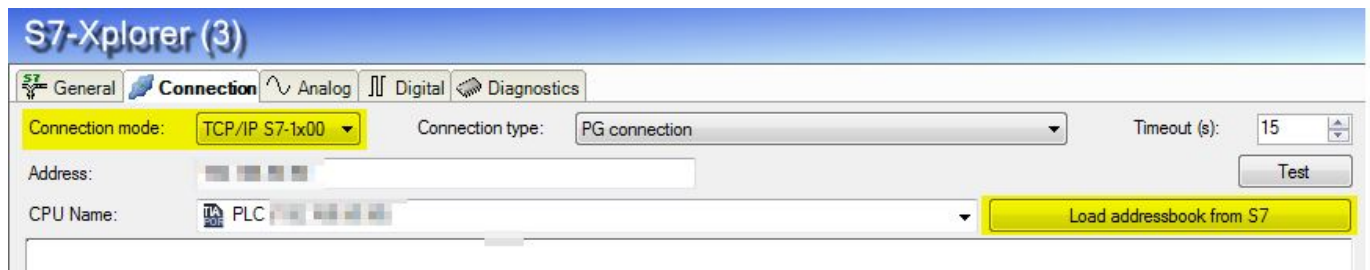 S7-Xplorer (3)
General Connection Analog Digital Diagnostics
Connection mode: TCP/IP S7-1x00 Connection type: PG connection Timeout (s): 15
Address: Test
CPU Name: PLC Load addressbook from S7